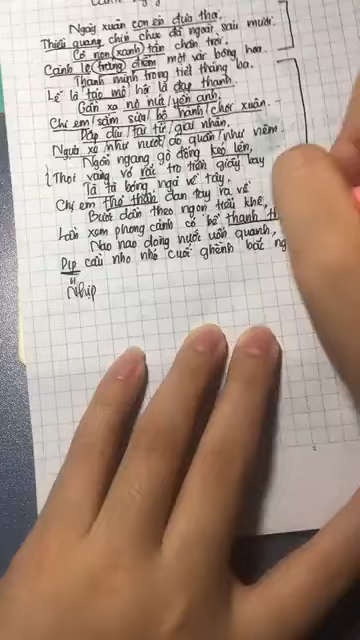 Ngày xuân con én đưa thoi.
Thiều quang chín chục đã ngoài sáu mươi.
Cỏ non (xanh) tận chân trời.
Cành lê (trắng) điểm một vài bông hoa.
Thanh minh trong tiết tháng ba.
Lễ là tảo mộ, hội là đạp thanh.
Gần xa nô nức yến anh.
Chị em / sắm sửa / bộ hành / chơi xuân.
Dập dìu tài tử, giai nhân.
Ngựa xe như nước / áo quần / như nêm.
Ngổn ngang gò đống kéo lên,
Thoi vàng vó rắc tro tiền giấy bay
Tà tà bóng ngả về tây,
Chị em thơ thẩn dan tay ra về
Bước dần theo ngọn tiểu khê,
Lần xem phong cảnh có bề thanh
Nao nao dòng nước uốn quanh,
Dịp cầu nho nhỏ cuối ghềnh bắc ng
Nhịp